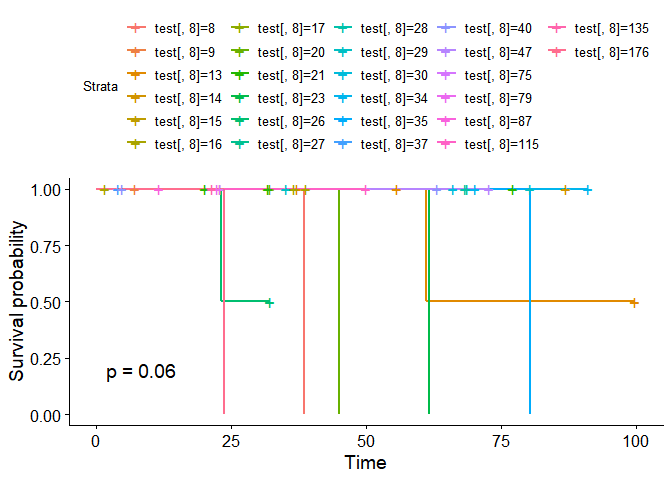 test[, 8]=8 test[, 8]=17 test[, 8]=28 test[, 8]=40 test[, 8]=135
test[, 8]=9 test[, 8]=20 test[, 8]=29 test[, 8]=47 test[, 8]=176
test[, 8]=13 test[, 8]=21 test[, 8]=30 test[, 8]=75
Strata
test[, 8]=14 test[, 8]=23 test[, 8]=34 test[, 8]=79
test[, 8]=15 test[, 8]=26 test[, 8]=35 test[, 8]=87
test[, 8]=16 test[, 8]=27 test[, 8]=37 test[, 8]=115
Survival probability
1.00
0.75
0.50
0.25
0.00
p = 0.06
0 25 50 75 100
Time